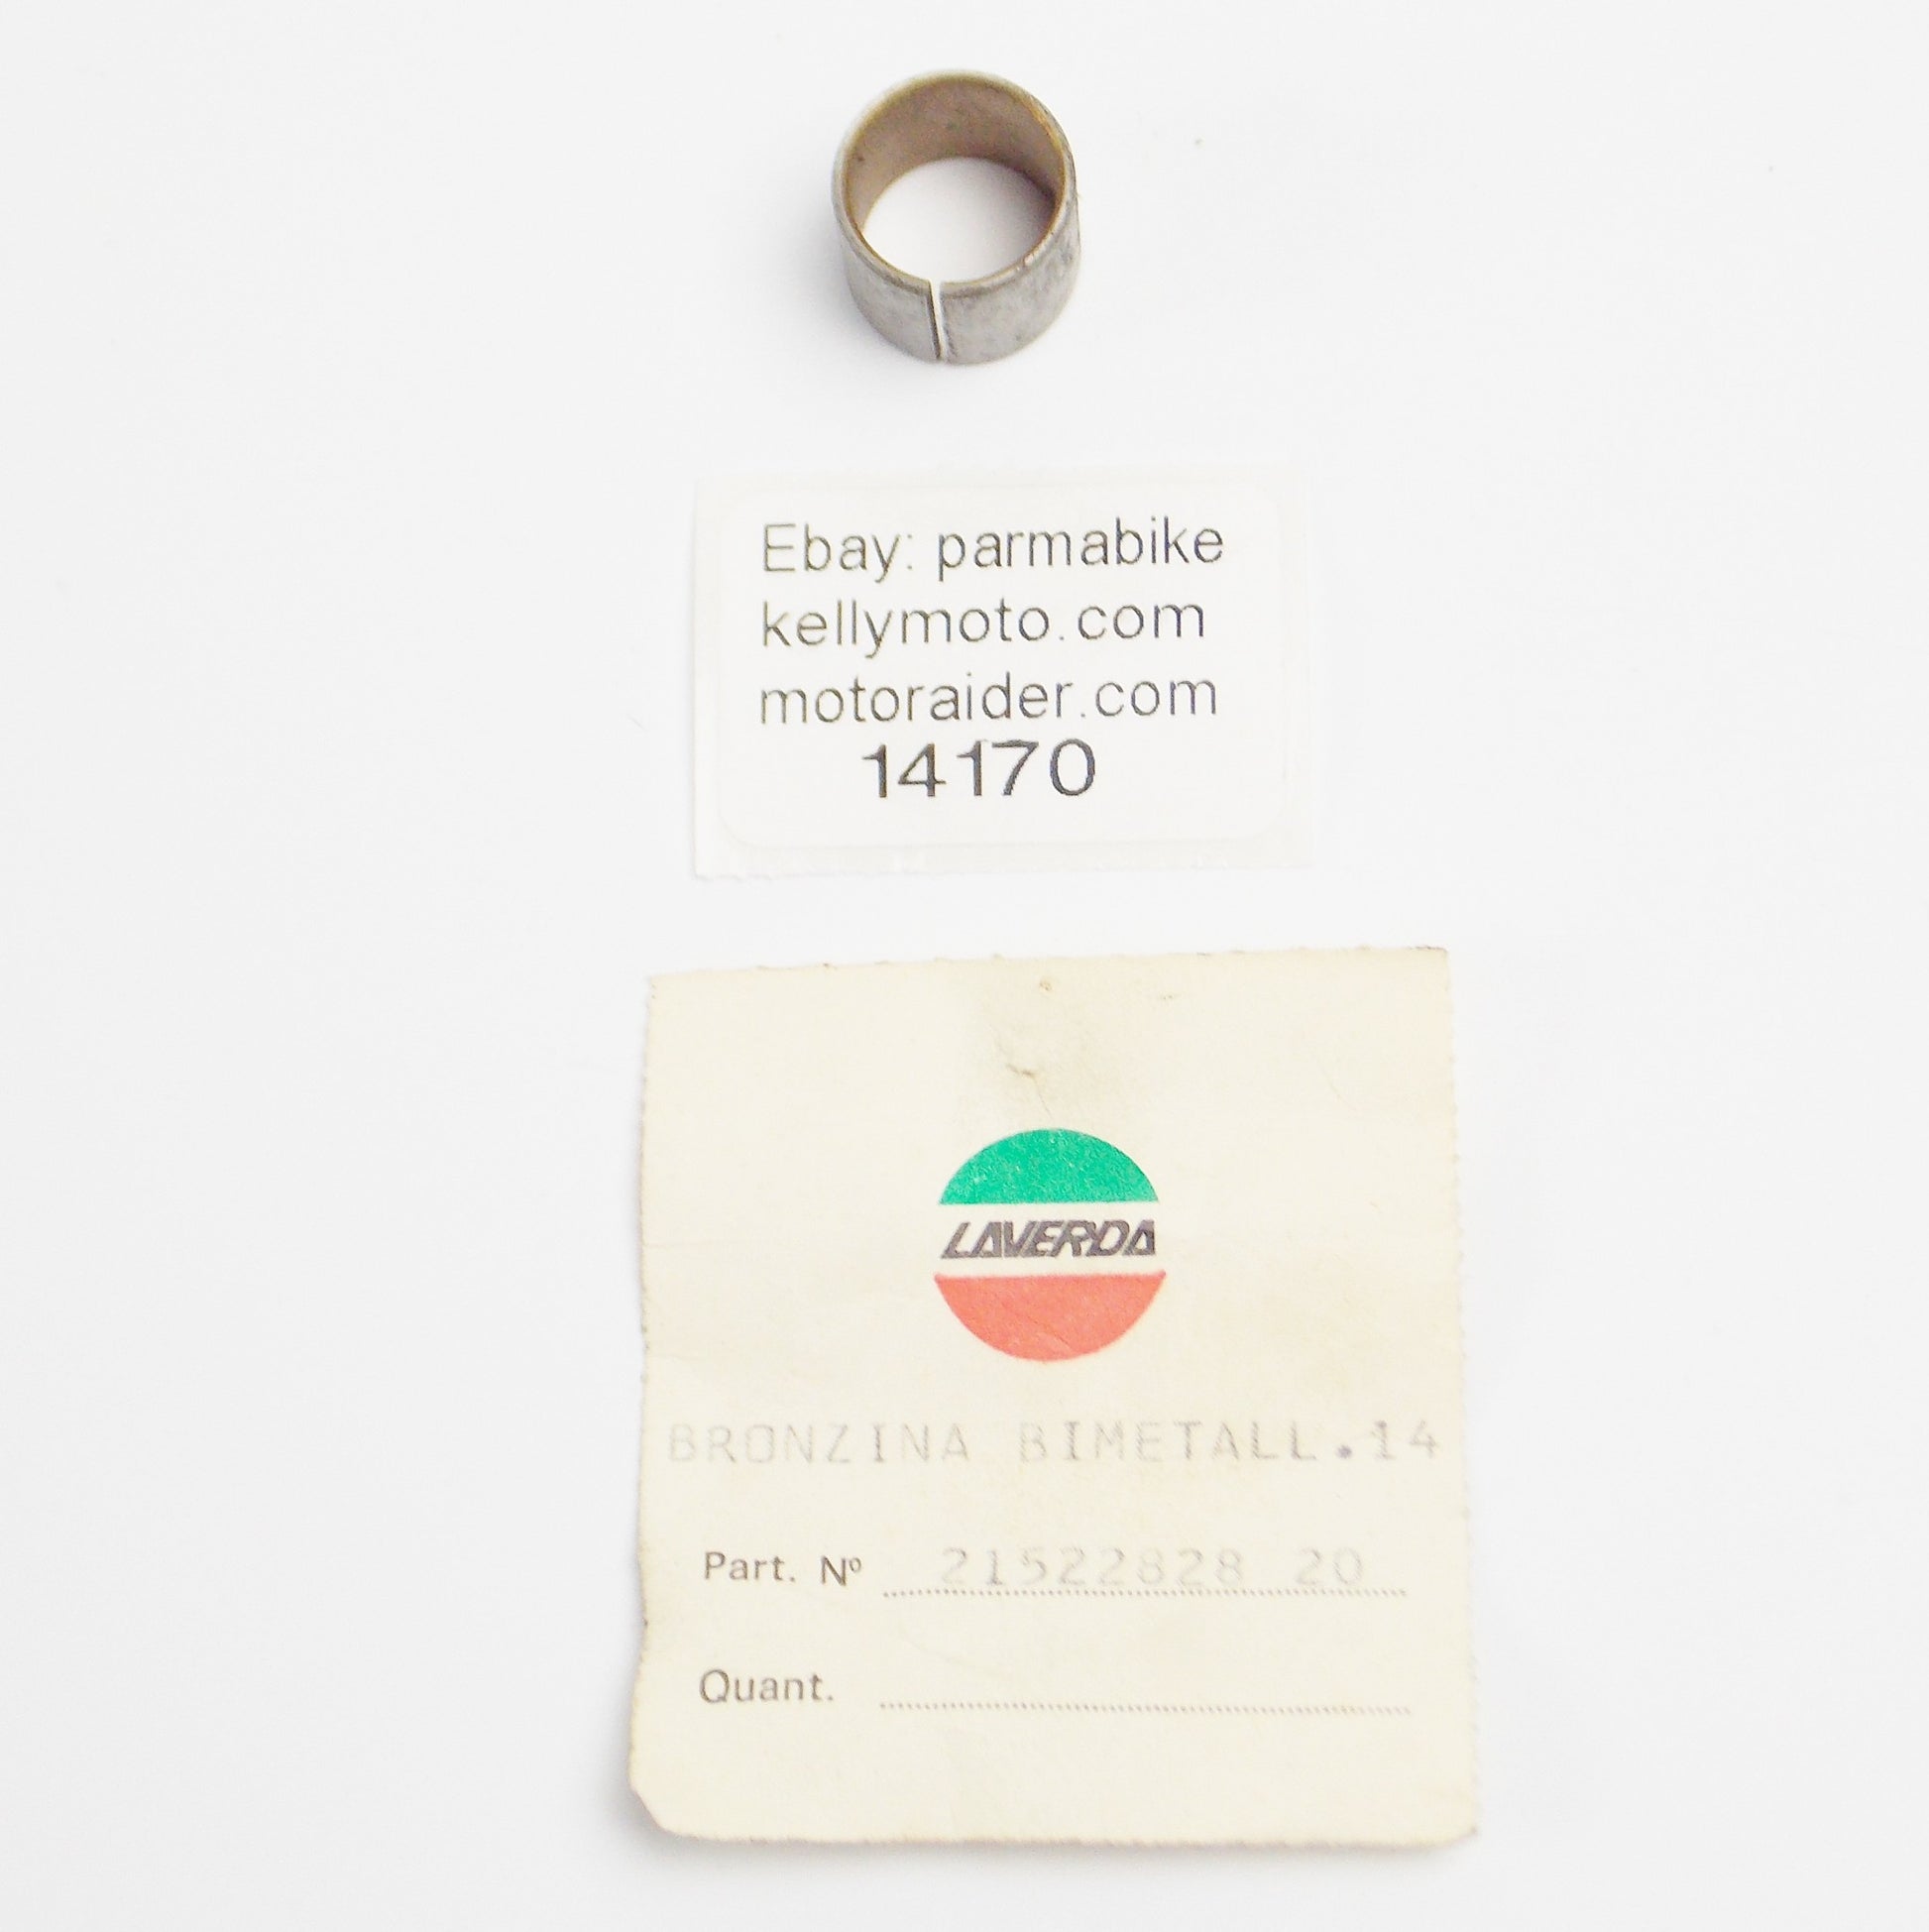 Ebay: parmabike
kellymoto.com
motoraider.com
14170
LAVERDA
BRONZINA BIMETALL.14
Part. Nº 21522828 20
Quant.